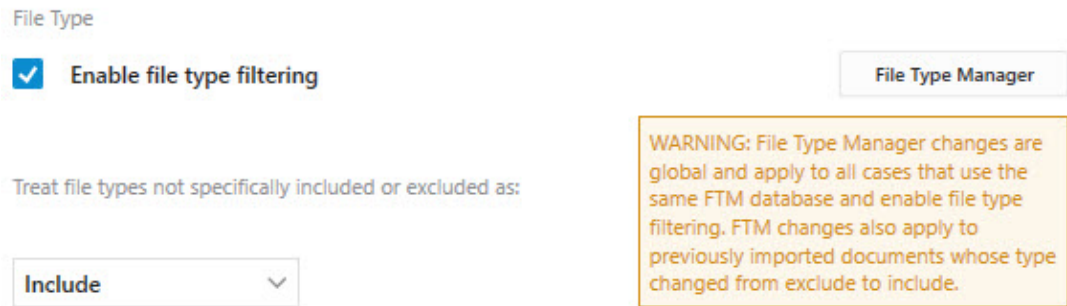 File Type
Enable file type filtering
File Type Manager
WARNING: File Type Manager changes are
global and apply to all cases that use the
same FTM database and enable file type
filtering. FTM changes also apply to
previously imported documents whose type
changed from exclude to include.
Treat file types not specifically included or excluded as:
Include